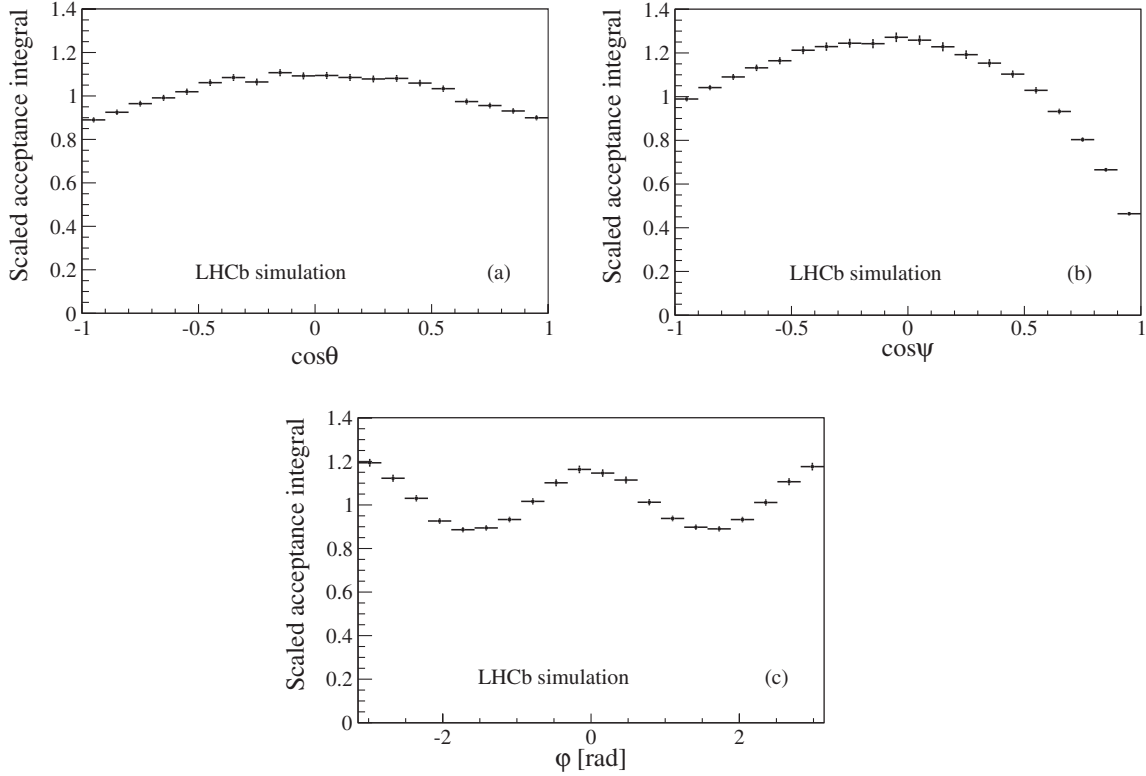 Scaled acceptance integral
1.4
1.2
1
0.8
0.6
0.4
0.2
0
LHCb simulation (a)
-1 -0.5 0 0.5 1
cosθ
Scaled acceptance integral
1.4
1.2
1
0.8
0.6
0.4
0.2
0
LHCb simulation (b)
-1 -0.5 0 0.5 1
cosψ
Scaled acceptance integral
1.4
1.2
1
0.8
0.6
0.4
0.2
0
LHCb simulation (c)
-2 0 2
φ [rad]